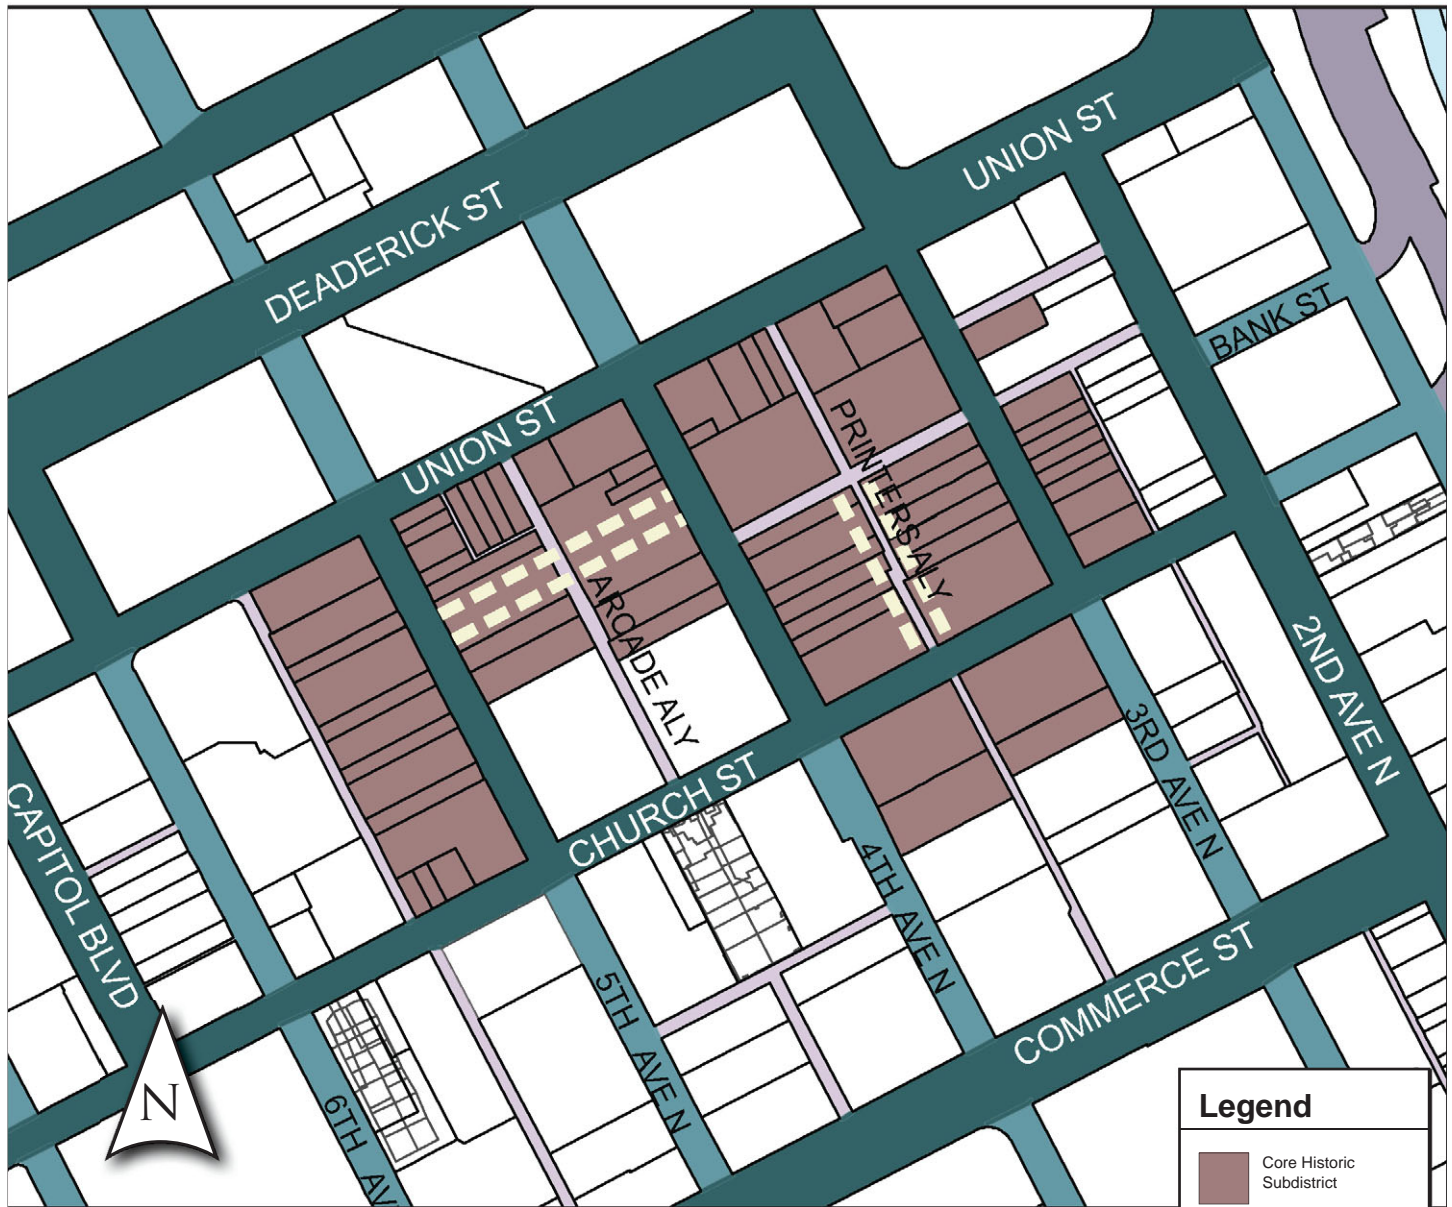 UNION ST
DEADERICK ST
BANK ST
UNION ST
PRINTERS ALY
ARCADE ALY
2ND AVE N
3RD AVE N
CHURCH ST
CAPITOL BLVD
4TH AVE N
5TH AVE N
COMMERCE ST
6TH AV
N
Legend
Core Historic
Subdistrict